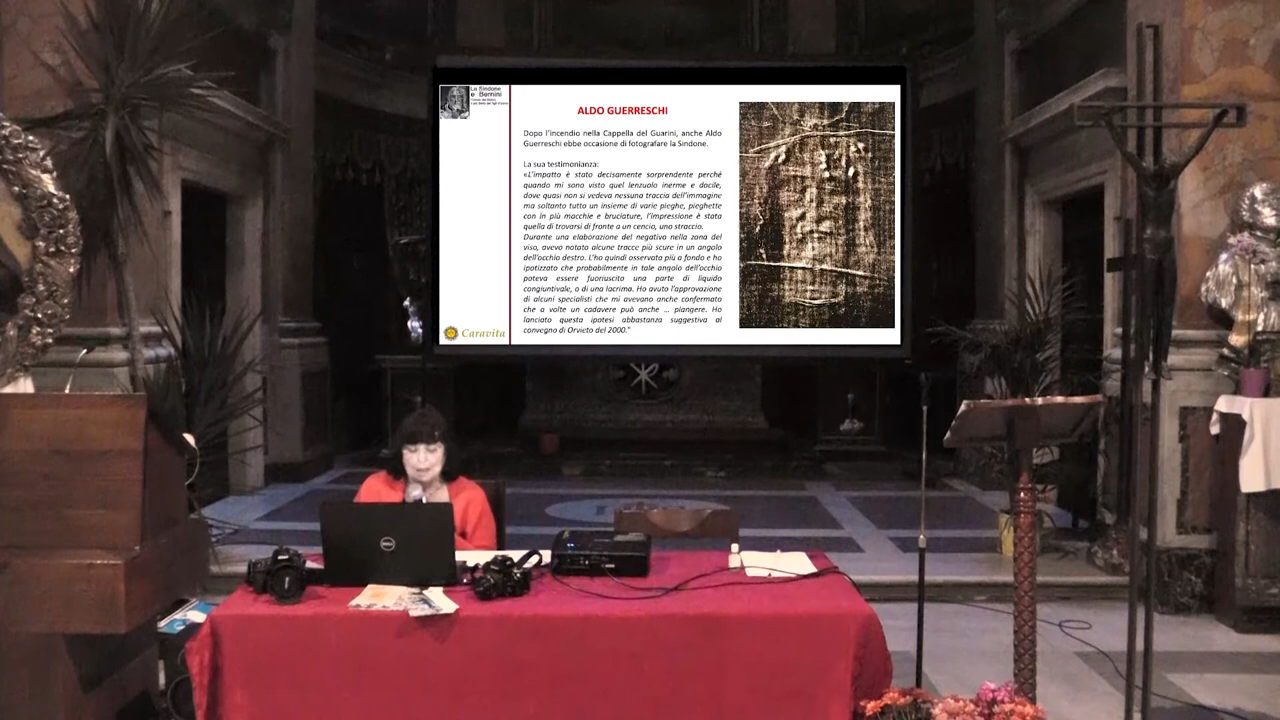 La Sindone
e Bernini
ALDO GUERRESCHI
Dopo l'incendio nella Cappella del Guarini, anche Aldo
Guerreschi ebbe occasione di fotografare la Sindone.
La sua testimonianza:
«L'impatto è stato decisamente sorprendente perché
quando mi sono visto quel lenzuolo inerme e docile,
dove quasi non si vedeva nessuna traccia dell'immagine
ma soltanto tutto un insieme di varie pieghe, pieghette
con in più macchie e bruciature, l'impressione è stata
quella di trovarsi di fronte a un cencio, uno straccio.
Durante una elaborazione del negativo nella zona del
viso, avevo notato alcune tracce più scure in un angolo
dell'occhio destro. L'ho quindi osservata più a fondo e ho
ipotizzato che probabilmente in tale angolo dell'occhio
poteva essere fuoriuscito una parte di liquido
congiuntivale, o di una lacrima. Ho avuto l'approvazione
di alcuni specialisti che mi avevano anche confermato
che a volte un cadavere può anche ... piangere. Ho
lanciato questa ipotesi abbastanza suggestiva al
convegno di Orvieto del 2000."
Caravita
DELL